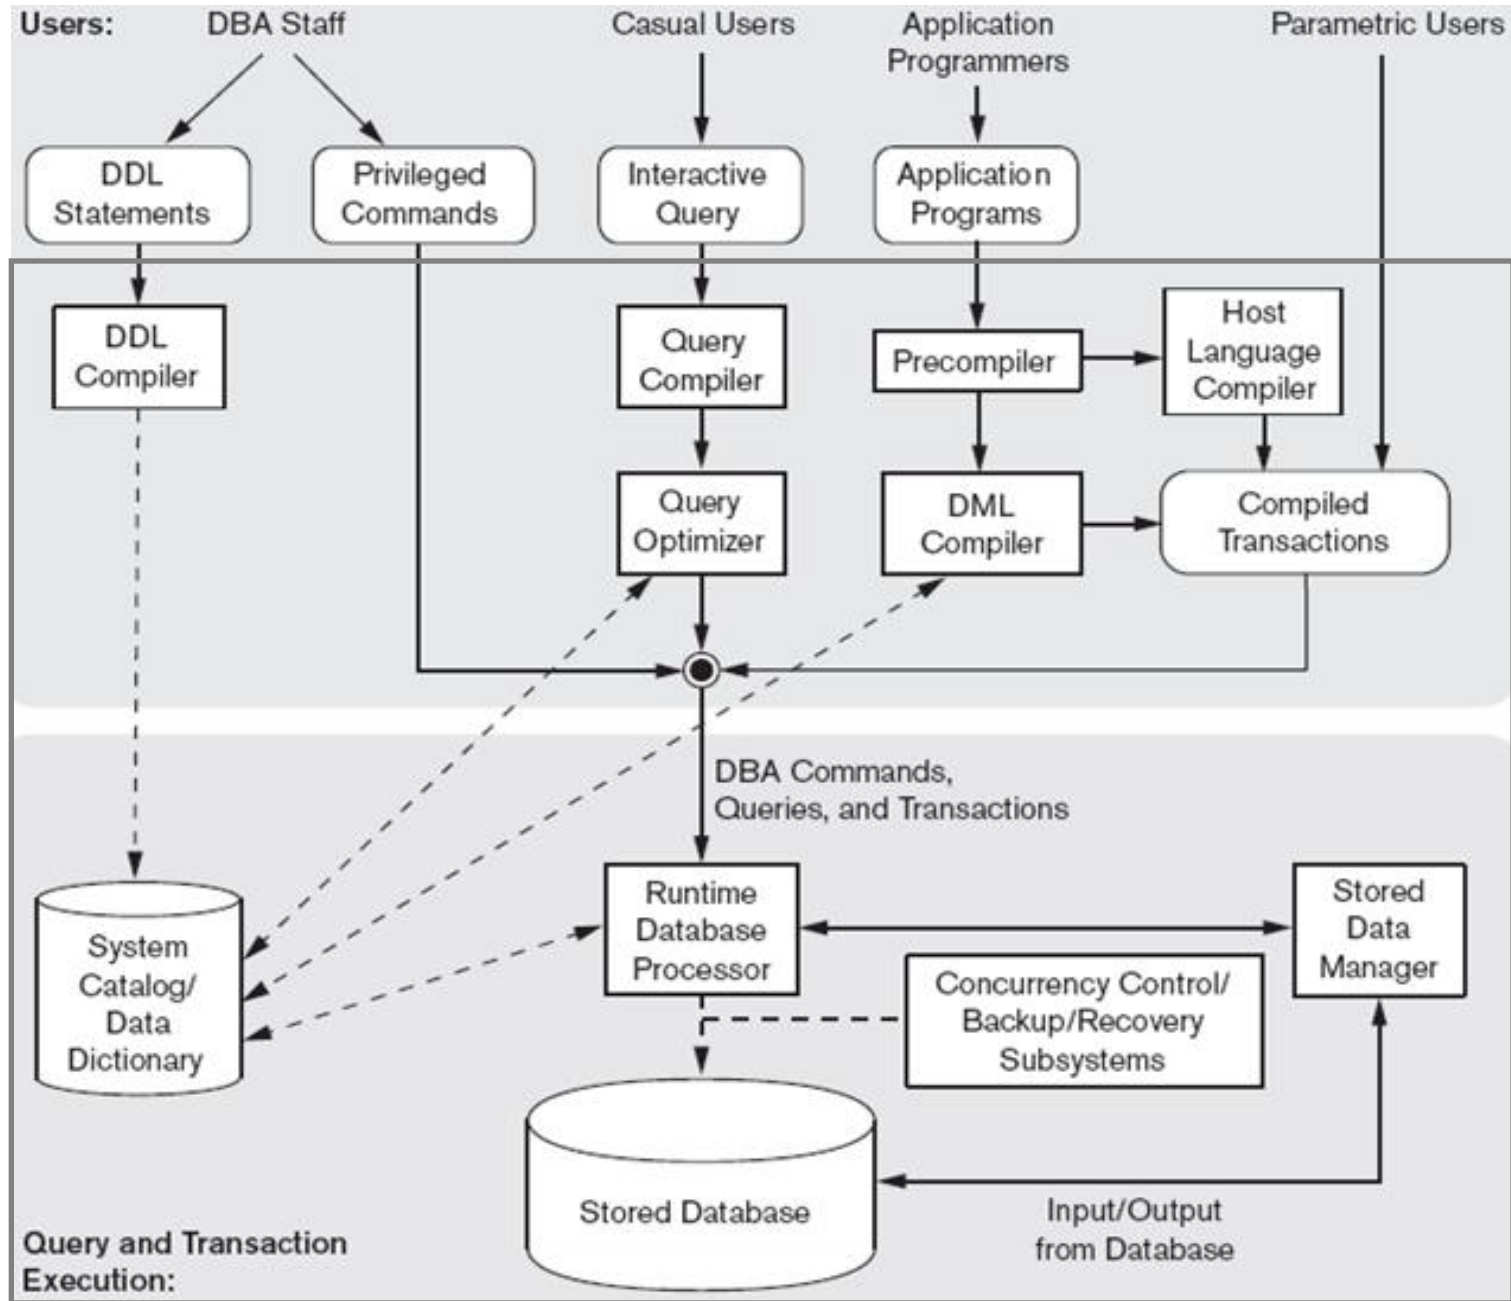 Users:
DBA Staff
Casual Users
Application
Programmers
Parametric Users
DDL
Statements
Privileged
Commands
Interactive
Query
Application
Programs
DDL
Compiler
Query
Compiler
Precompiler
Host
Language
Compiler
Query
Optimizer
DML
Compiler
Compiled
Transactions
DBA Commands,
Queries, and Transactions
System
Catalog/
Data
Dictionary
Runtime
Database
Processor
Stored
Data
Manager
Concurrency Control/
Backup/Recovery
Subsystems
Stored Database
Input/Output
from Database
Query and Transaction
Execution: